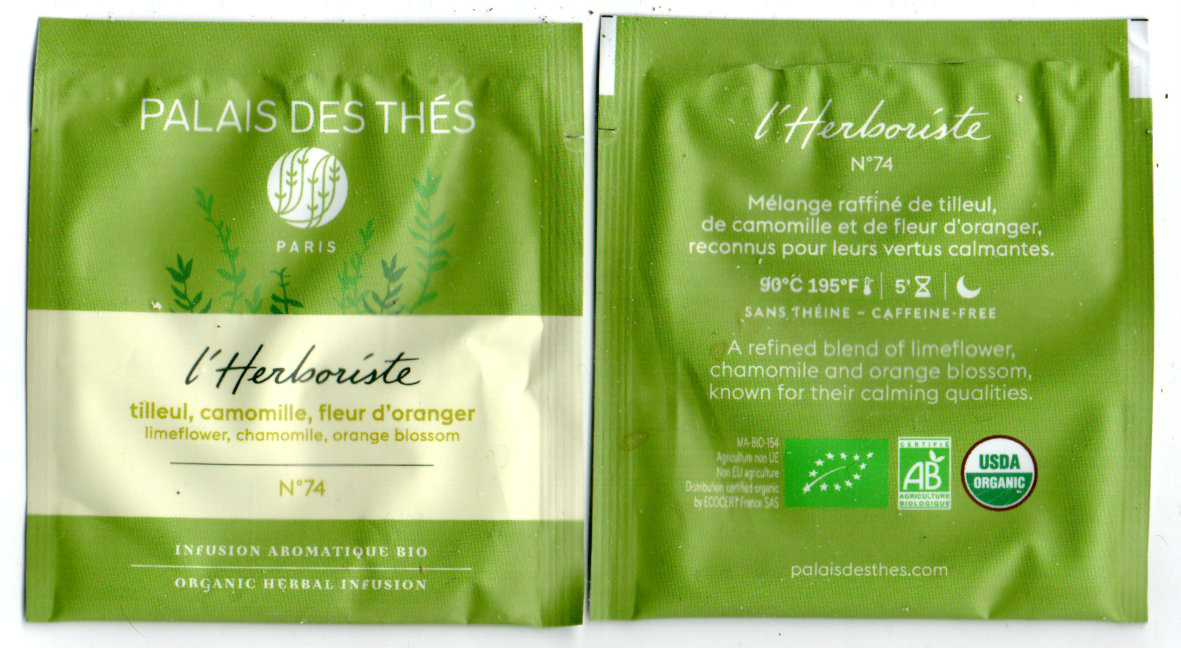 PALAIS DES THÉS
PARIS
l'Herboriste
tilleul, camomille, fleur d'oranger
limeflower, chamomile, orange blossom
N°74
INFUSION AROMATIQUE BIO
ORGANIC HERBAL INFUSION
l'Herboriste
N°74
Mélange raffiné de tilleul,
de camomille et de fleur d'oranger,
reconnus pour leurs vertus calmantes.
90°C 195°F 5'
SANS THÉINE - CAFFEINE-FREE
A refined blend of limeflower,
chamomile and orange blossom,
known for their calming qualities.
MA-BIO-154
Agriculture non UE
Non EU agriculture
Distribution certified organic
by ECOCERT France SAS
CERTIFIÉ
AB
AGRICULTURE
BIOLOGIQUE
USDA
ORGANIC
palaisdesthes.com